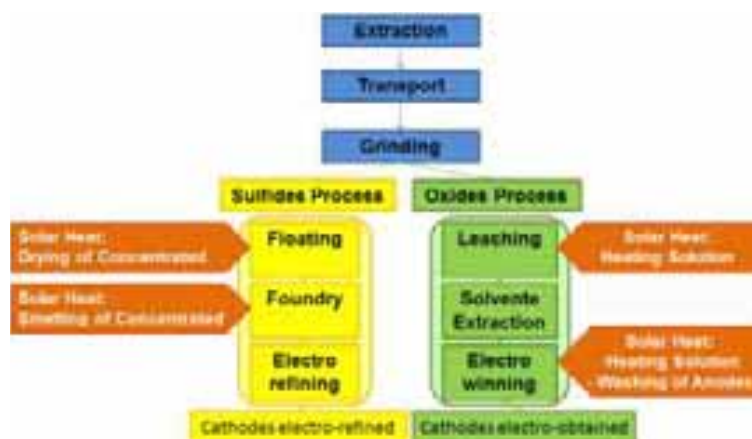 Extraction
Transport
Grinding
Sulfides Process
Oxides Process
Solar Heat:
Drying of Concentrated
Floating
Leaching
Solar Heat:
Heating Solution
Solar Heat:
Smelting of Concentrated
Foundry
Solvente
Extraction
Electro
refining
Electro
winning
Solar Heat:
- Heating Solution
- Washing of Anodes
Cathodes electro-refined
Cathodes electro-obtained